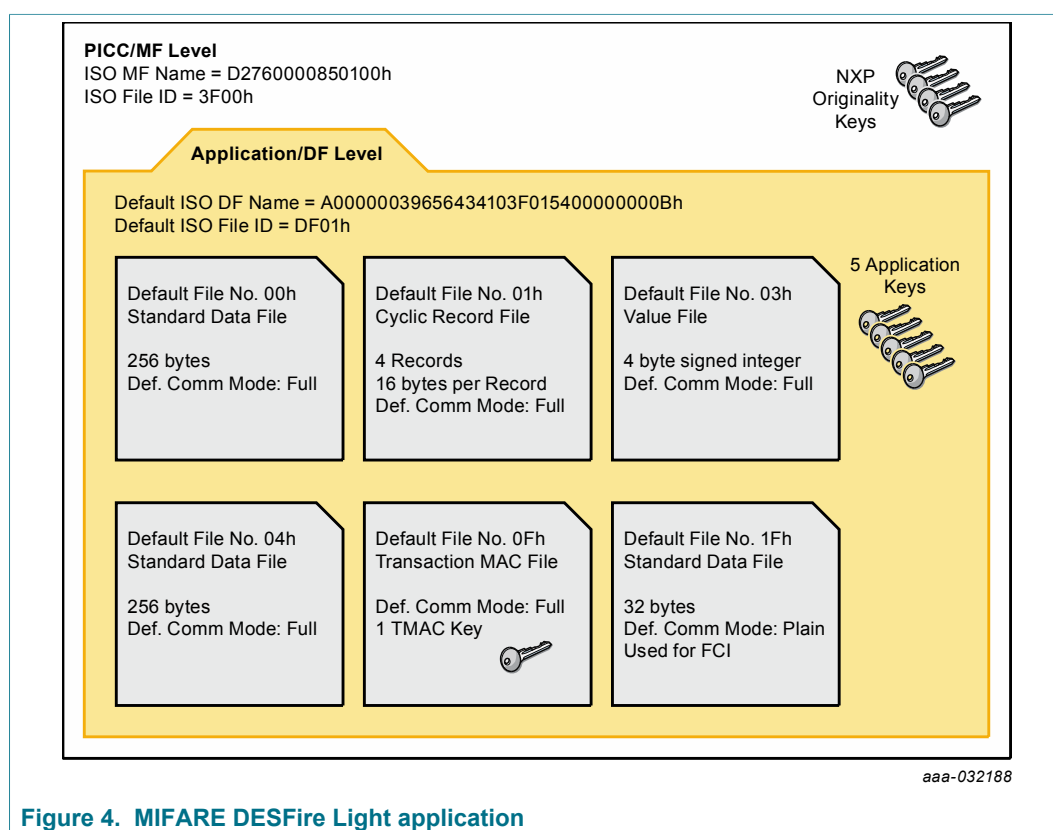 PICC/MF Level
ISO MF Name = D2760000850100h
ISO File ID = 3F00h
NXP
Originality
Keys
Application/DF Level
Default ISO DF Name = A00000039656434103F015400000000Bh
Default ISO File ID = DF01h
5 Application
Keys
Default File No. 00h
Standard Data File
256 bytes
Def. Comm Mode: Full
Default File No. 01h
Cyclic Record File
4 Records
16 bytes per Record
Def. Comm Mode: Full
Default File No. 03h
Value File
4 byte signed integer
Def. Comm Mode: Full
Default File No. 04h
Standard Data File
256 bytes
Def. Comm Mode: Full
Default File No. 0Fh
Transaction MAC File
Def. Comm Mode: Full
1 TMAC Key
Default File No. 1Fh
Standard Data File
32 bytes
Def. Comm Mode: Plain
Used for FCI
aaa-032188
Figure 4. MIFARE DESFire Light application